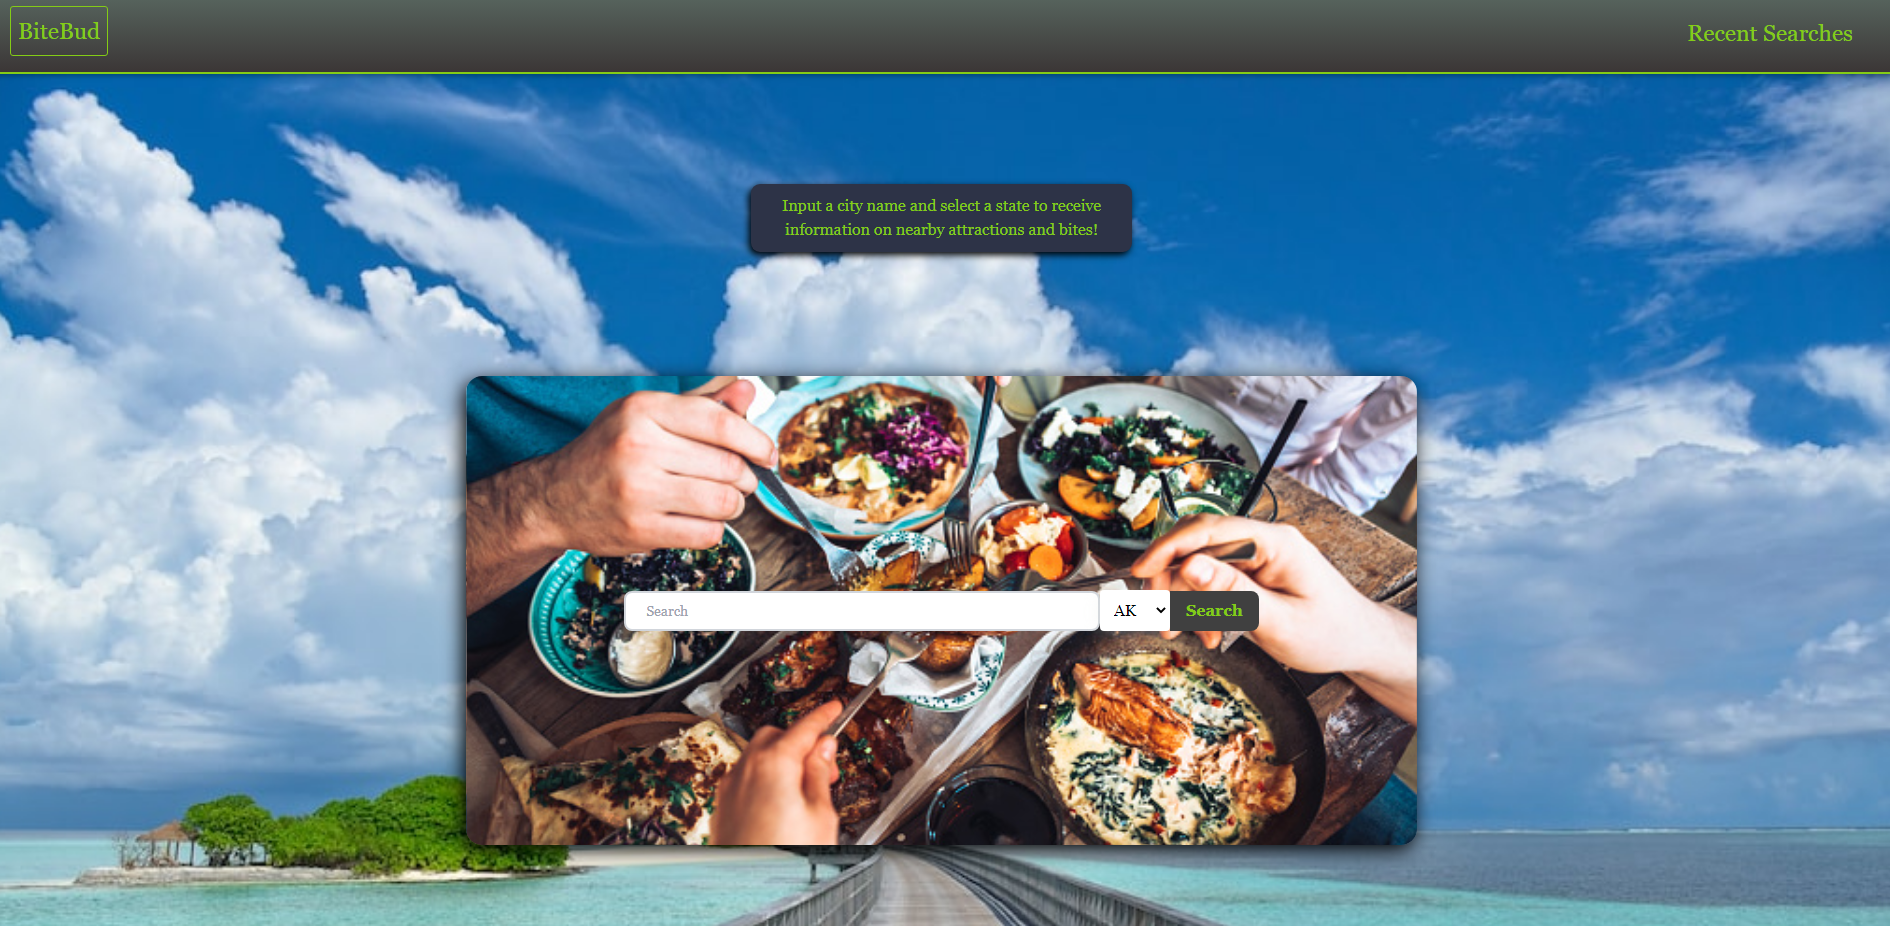 BiteBud
Recent Searches
Input a city name and select a state to receive
information on nearby attractions and bites!
Search
AK
Search